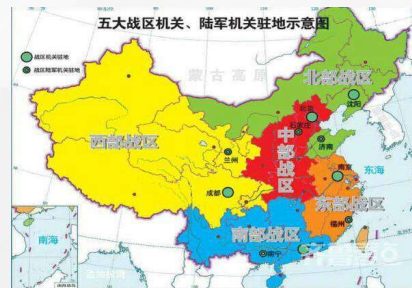 五大战区机关、陆军机关驻地示意图
战区机关驻地
战区陆军机关驻地
蒙古高原
北部战区
沈阳
北京
石家庄
西部战区
中部战区
济南
兰州
南京
东海
成都
东部战区
福州
南部战区
南宁
南海